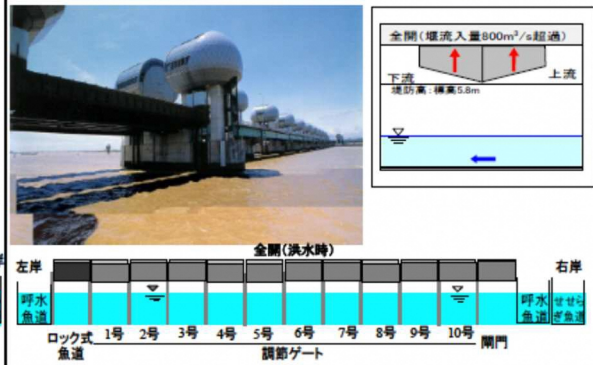 全開(堰流入量800m³/s超過)
下流
上流
堤防高:標高5.8m
全開(洪水時)
左岸
右岸
呼水
魚道
呼水
魚道
せせら
ぎ魚道
ロック式
魚道
1号 2号 3号 4号 5号 6号 7号 8号 9号 10号
閘門
調節ゲート